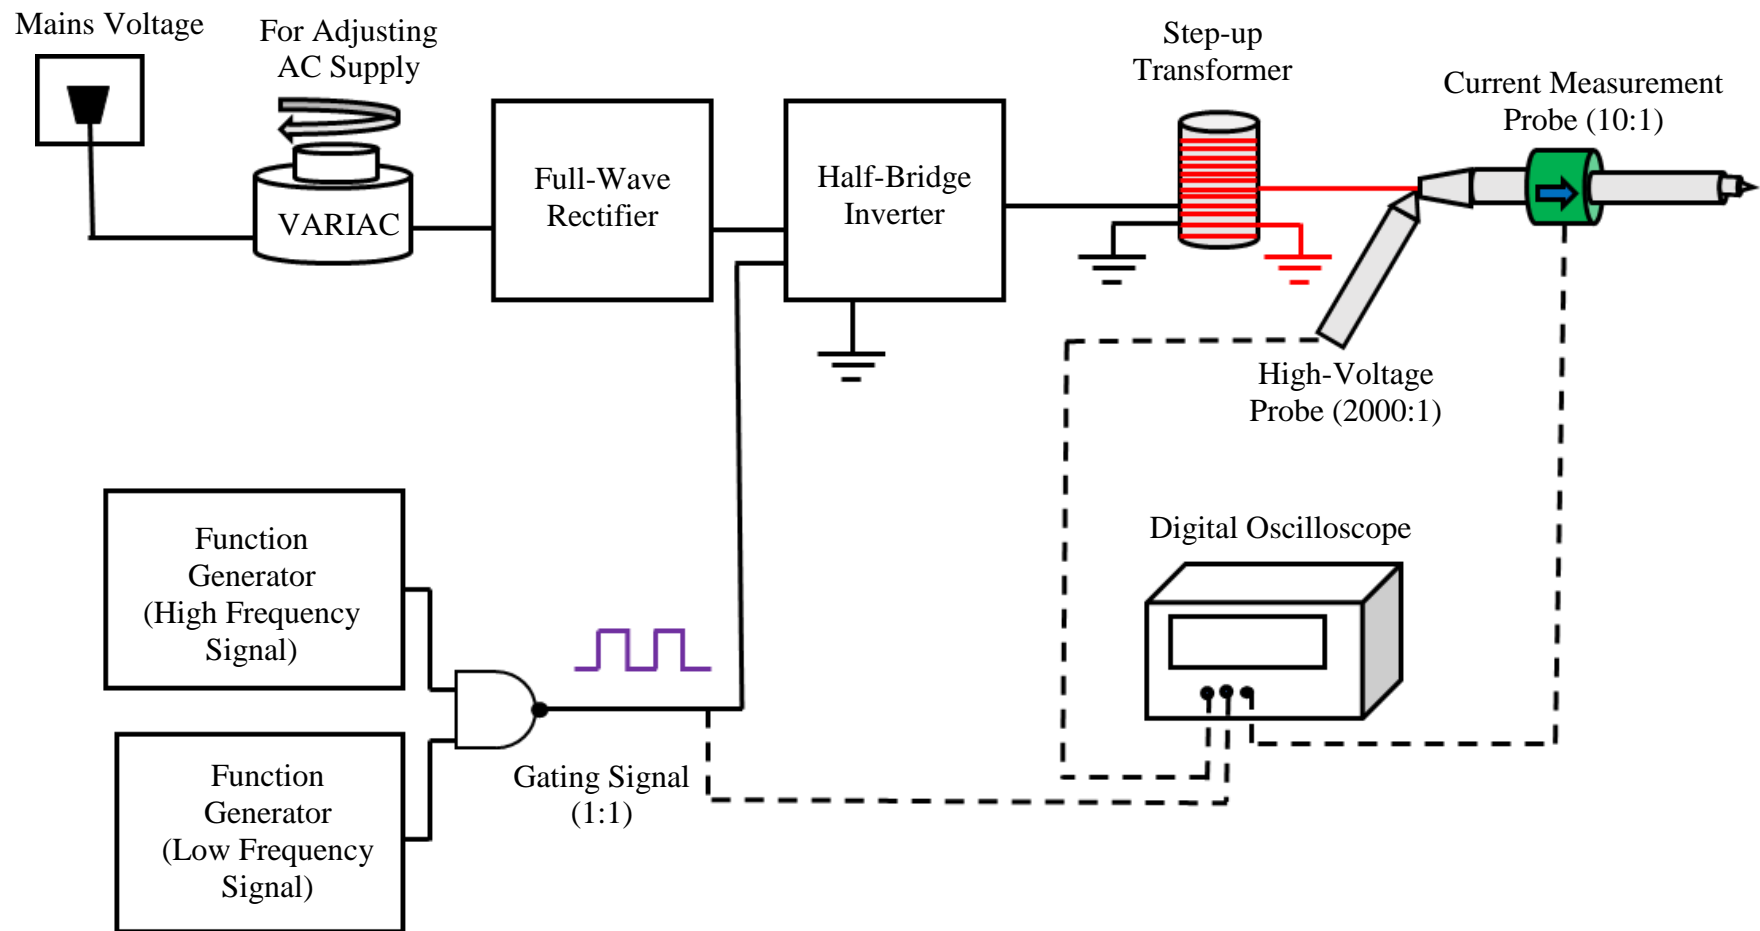 Mains Voltage
For Adjusting
AC Supply
VARIAC
Full-Wave
Rectifier
Half-Bridge
Inverter
Step-up
Transformer
Current Measurement
Probe (10:1)
High-Voltage
Probe (2000:1)
Function
Generator
(High Frequency
Signal)
Function
Generator
(Low Frequency
Signal)
Gating Signal
(1:1)
Digital Oscilloscope